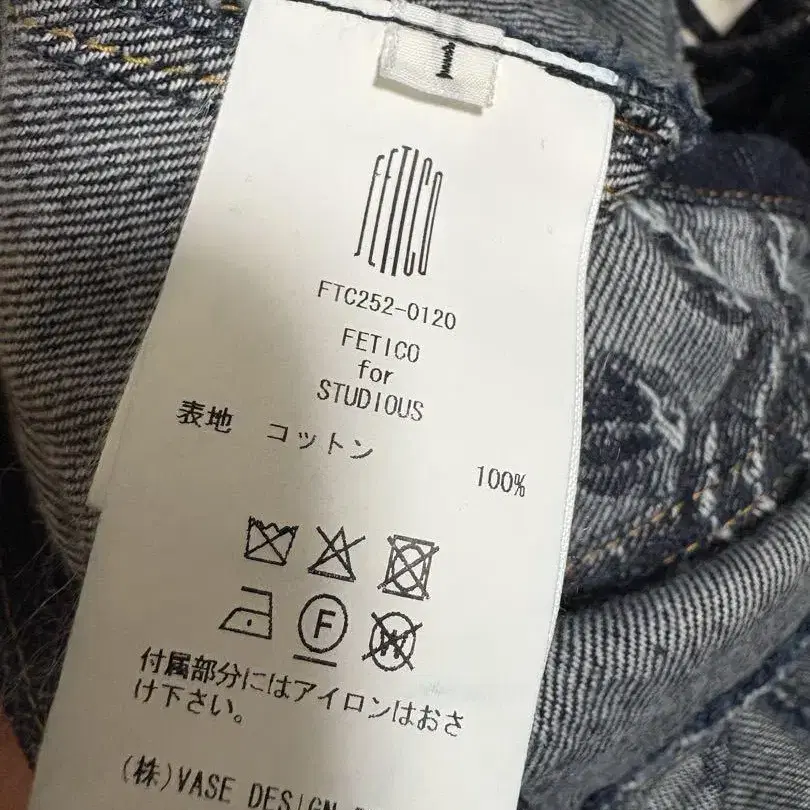 1
FETICO
FTC252-0120
FETICO
for
STUDIOUS
表地 コットン 100%
F
W
付属部分にはアイロンはおさ
け下さい。
(株)VASE DESIGN